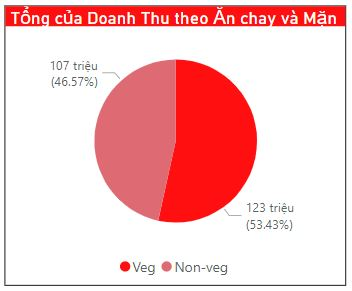 Tổng của Doanh Thu theo Ăn chay và Mặn
107 triệu
(46.57%)
123 triệu
(53.43%)
Veg Non-veg